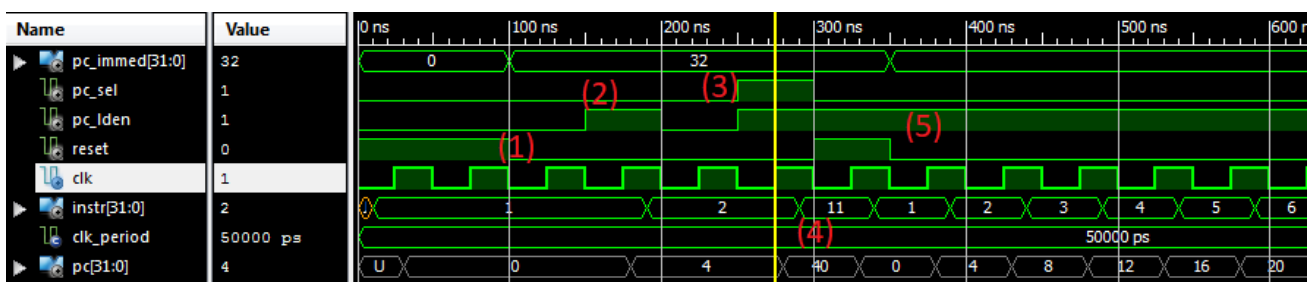 Name Value 0 ns 100 ns 200 ns 300 ns 400 ns 500 ns 600 n
pc_immed[31:0] 32 0 32
pc_sel 1 (2) (3)
pc_lden 1 (5)
reset 0 (1)
clk 1
instr[31:0] 2 1 2 11 1 2 3 4 5 6
clk_period 50000 ps (4) 50000 ps
pc[31:0] 4 U 0 4 40 0 4 8 12 16 20